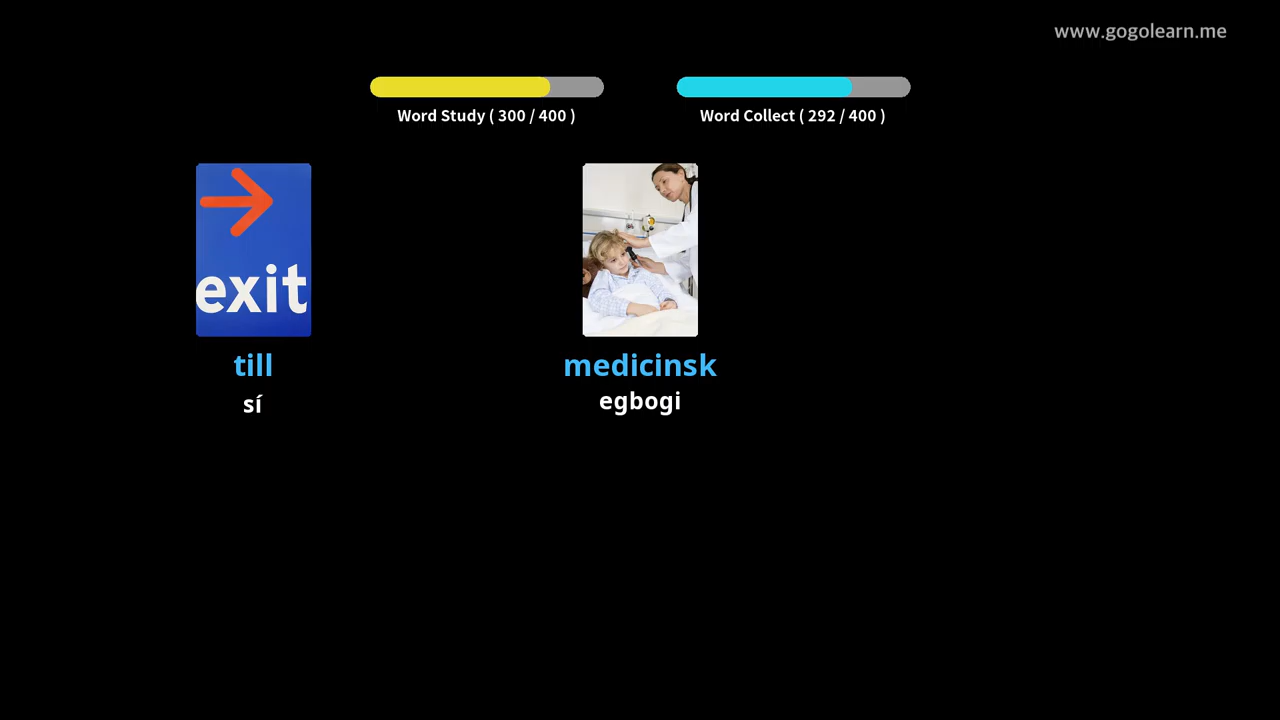 www.gogolearn.me
Word Study ( 300 / 400 )
Word Collect ( 292 / 400 )
exit
till
sí
medicinsk
egbogi